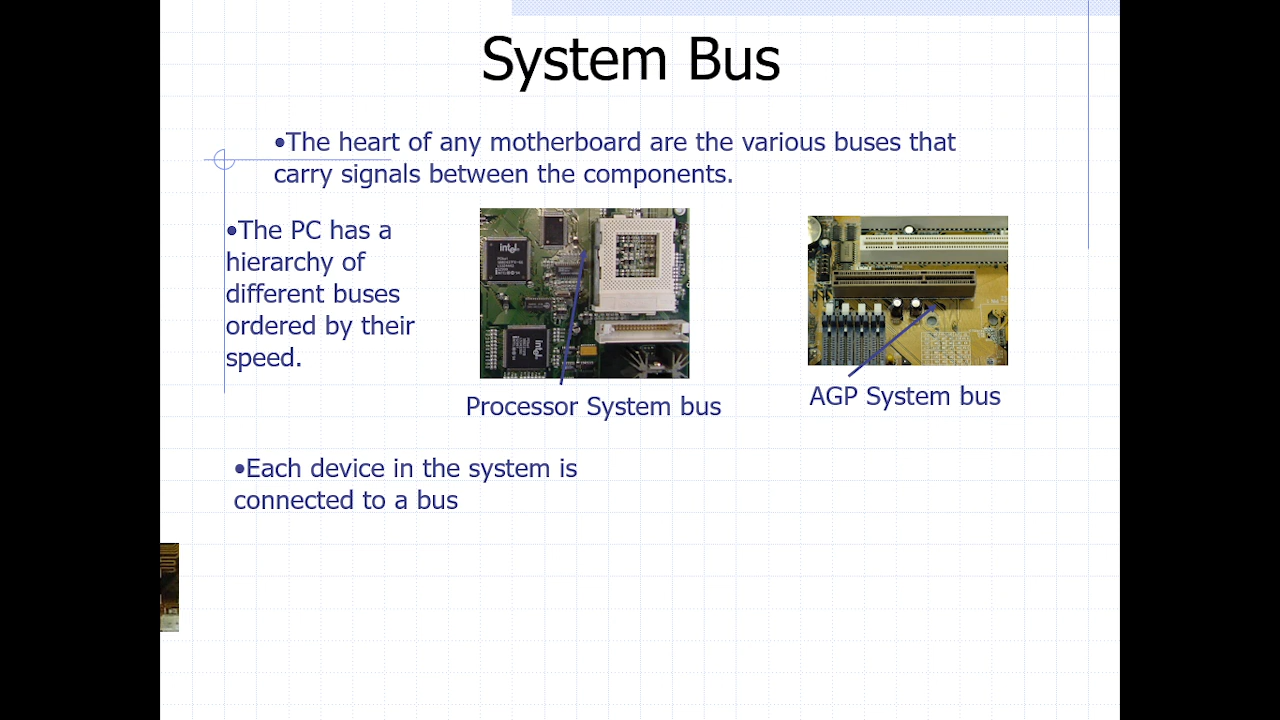 System Bus
•The heart of any motherboard are the various buses that
carry signals between the components.
•The PC has a
hierarchy of
different buses
ordered by their
speed.
intel
intel
Processor System bus
AGP System bus
•Each device in the system is
connected to a bus